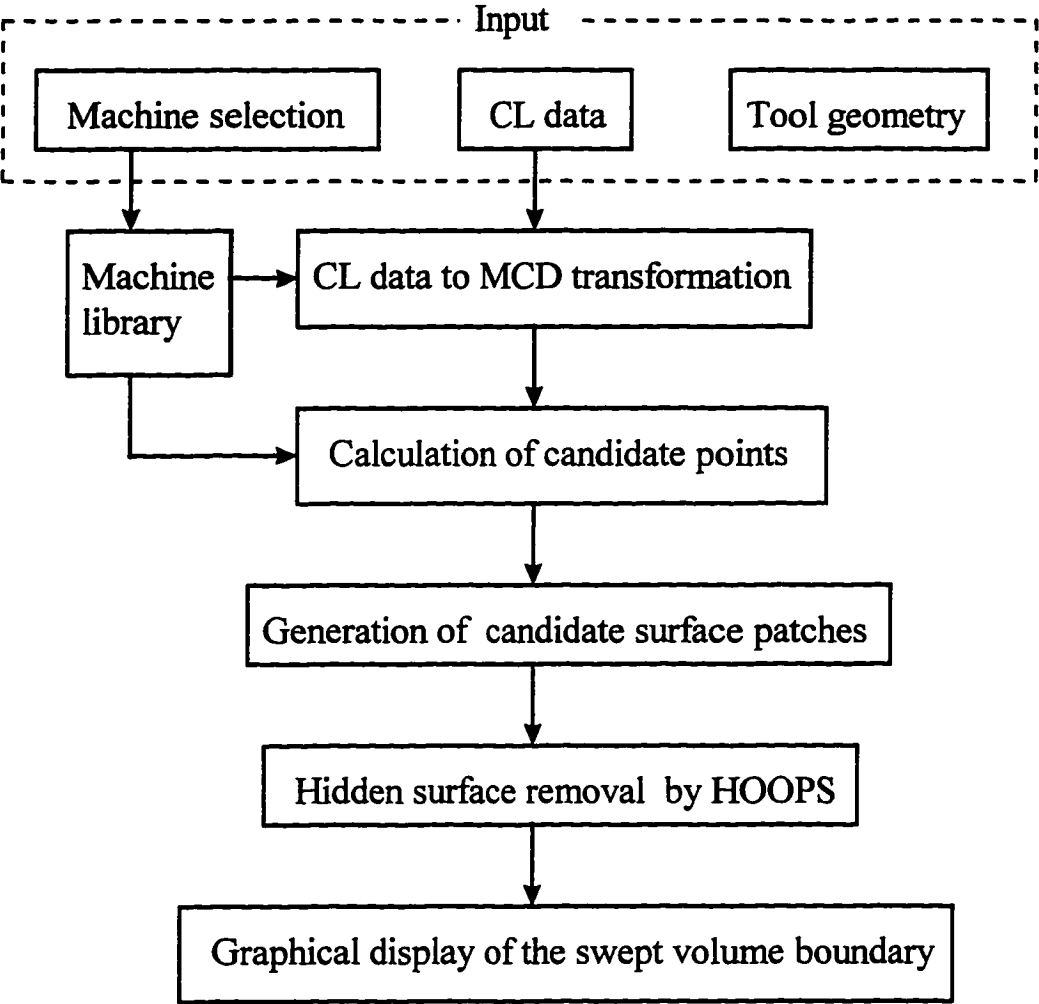 Input
Machine selection
CL data
Tool geometry
Machine
library
CL data to MCD transformation
Calculation of candidate points
Generation of candidate surface patches
Hidden surface removal by HOOPS
Graphical display of the swept volume boundary